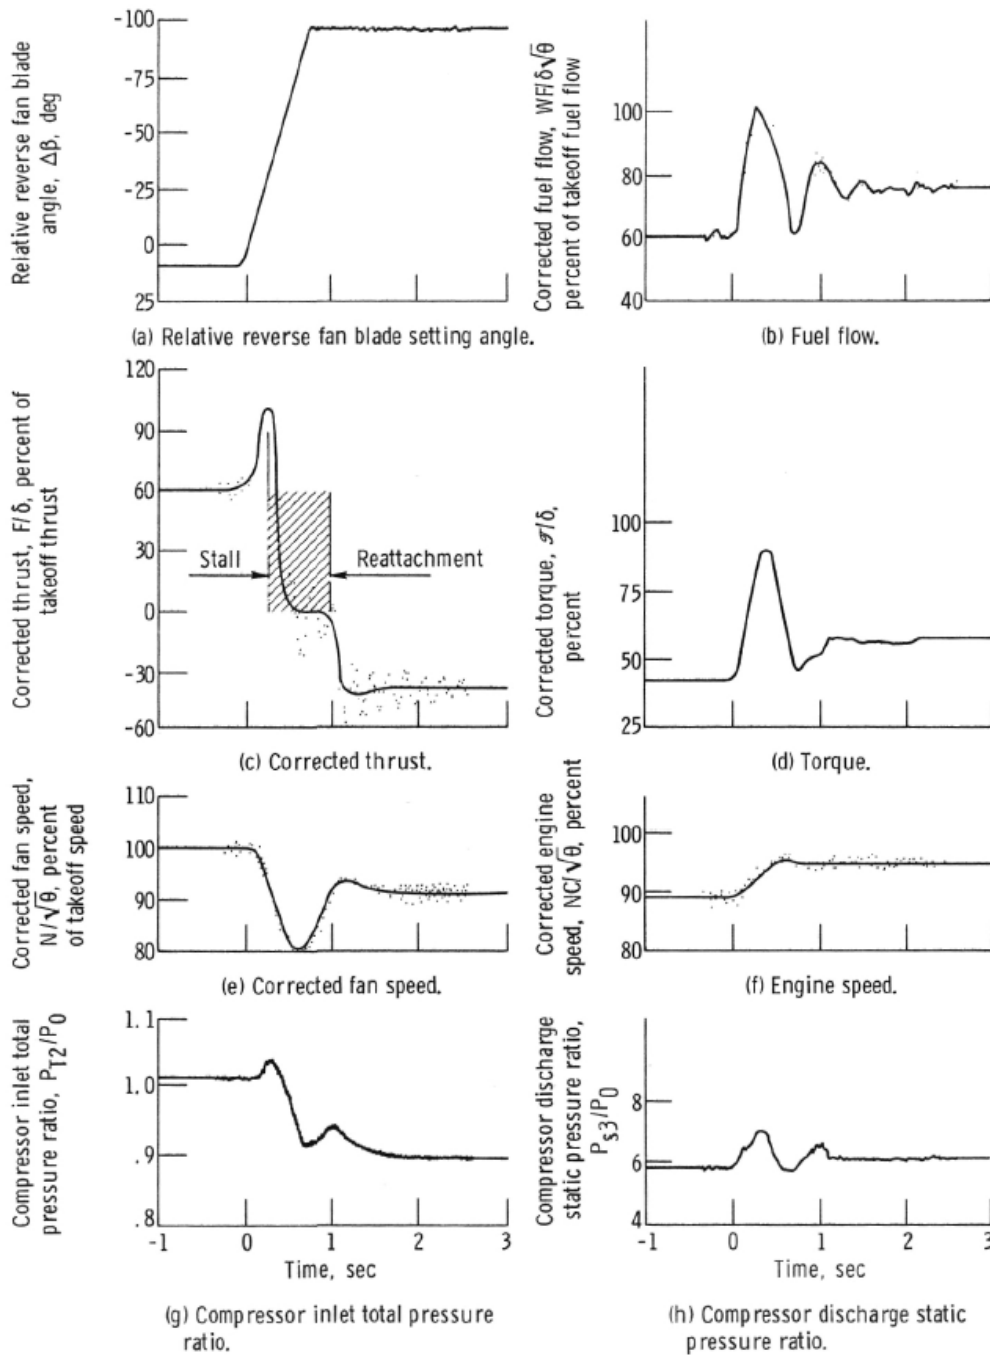 Relative reverse fan blade
angle, Δβ, deg
-100
-75
-50
-25
0
25
(a) Relative reverse fan blade setting angle.
Corrected fuel flow, WF/δ√θ
percent of takeoff fuel flow
100
80
60
40
(b) Fuel flow.
Corrected thrust, F/δ, percent of
takeoff thrust
120
90
60
30
0
-30
-60
Stall
Reattachment
(c) Corrected thrust.
Corrected torque, 𝒯/δ,
percent
100
75
50
25
(d) Torque.
Corrected fan speed,
N/√θ, percent
of takeoff speed
110
100
90
80
(e) Corrected fan speed.
Corrected engine
speed, NC/√θ, percent
100
90
80
(f) Engine speed.
Compressor inlet total
pressure ratio, P_T2/P_0
1.1
1.0
.9
.8
-1 0 1 2 3
Time, sec
(g) Compressor inlet total pressure
ratio.
Compressor discharge
static pressure ratio,
P_s3/P_0
8
6
4
-1 0 1 2 3
Time, sec
(h) Compressor discharge static
pressure ratio.